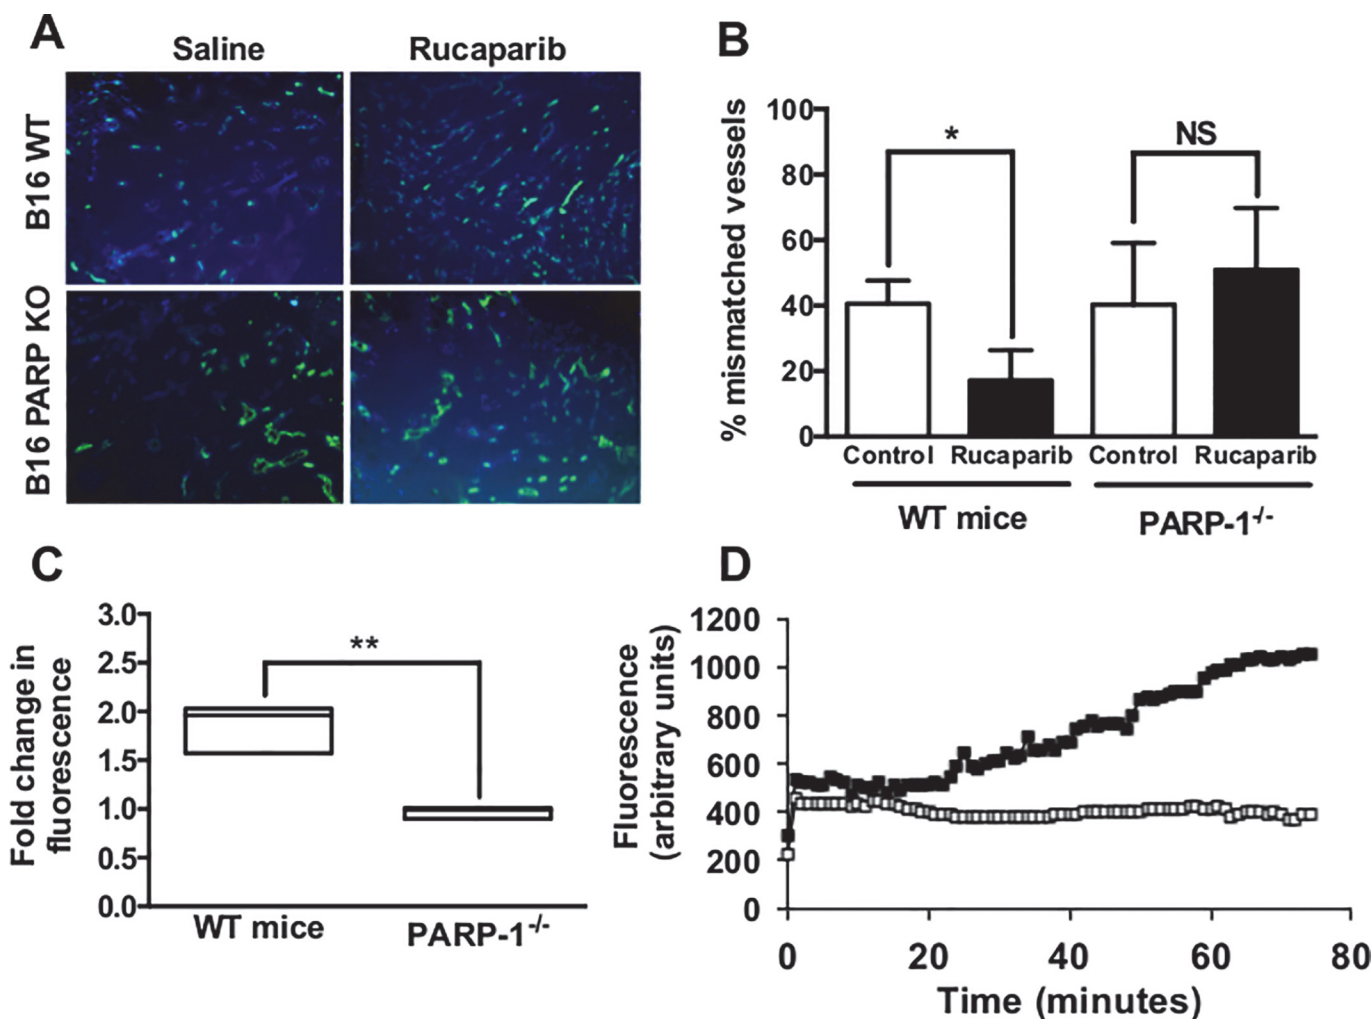 A
Saline
Rucaparib
B16 WT
B16 PARP KO
B
% mismatched vessels
100
80
60
40
20
0
*
NS
Control
Rucaparib
Control
Rucaparib
WT mice
PARP-1-/-
C
Fold change in
fluorescence
3.0
2.5
2.0
1.5
1.0
0.5
0.0
**
WT mice
PARP-1-/-
D
Fluorescence
(arbitrary units)
1200
1000
800
600
400
200
0
0
20
40
60
80
Time (minutes)